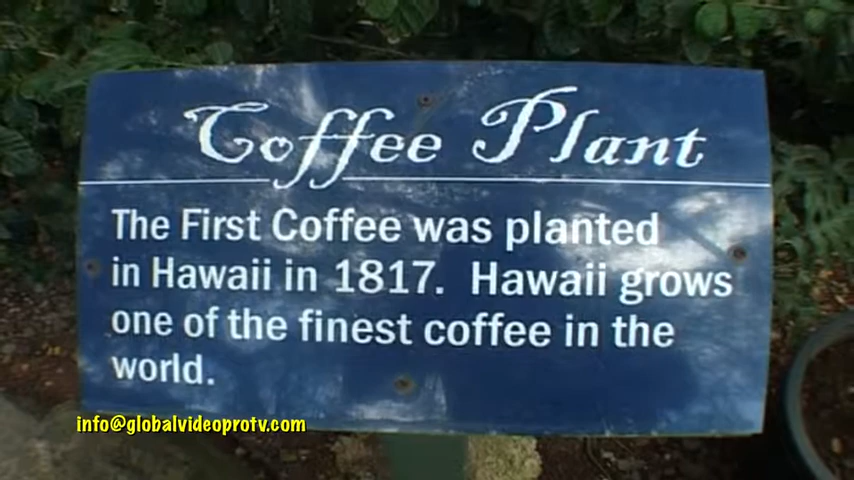 Coffee Plant
The First Coffee was planted
in Hawaii in 1817. Hawaii grows
one of the finest coffee in the
world.
info@globalvideoprotv.com